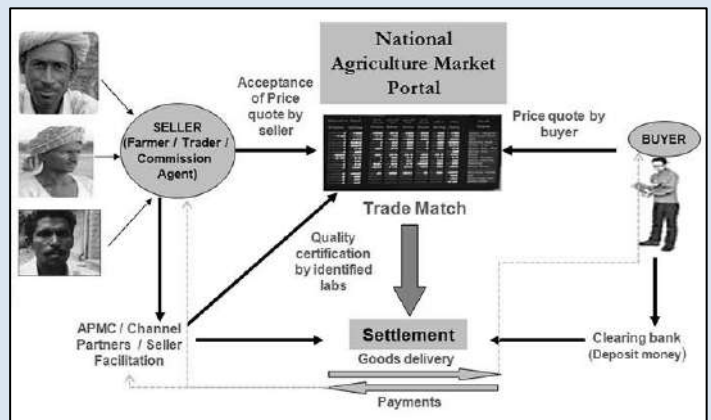 National
Agriculture Market
Portal
Acceptance
of Price
quote by
seller
Price quote by
buyer
SELLER
(Farmer / Trader /
Commission
Agent)
BUYER
Trade Match
Quality
certification
by identified
labs
APMC / Channel
Partners / Seller
Facilitation
Settlement
Goods delivery
Payments
Clearing bank
(Deposit money)